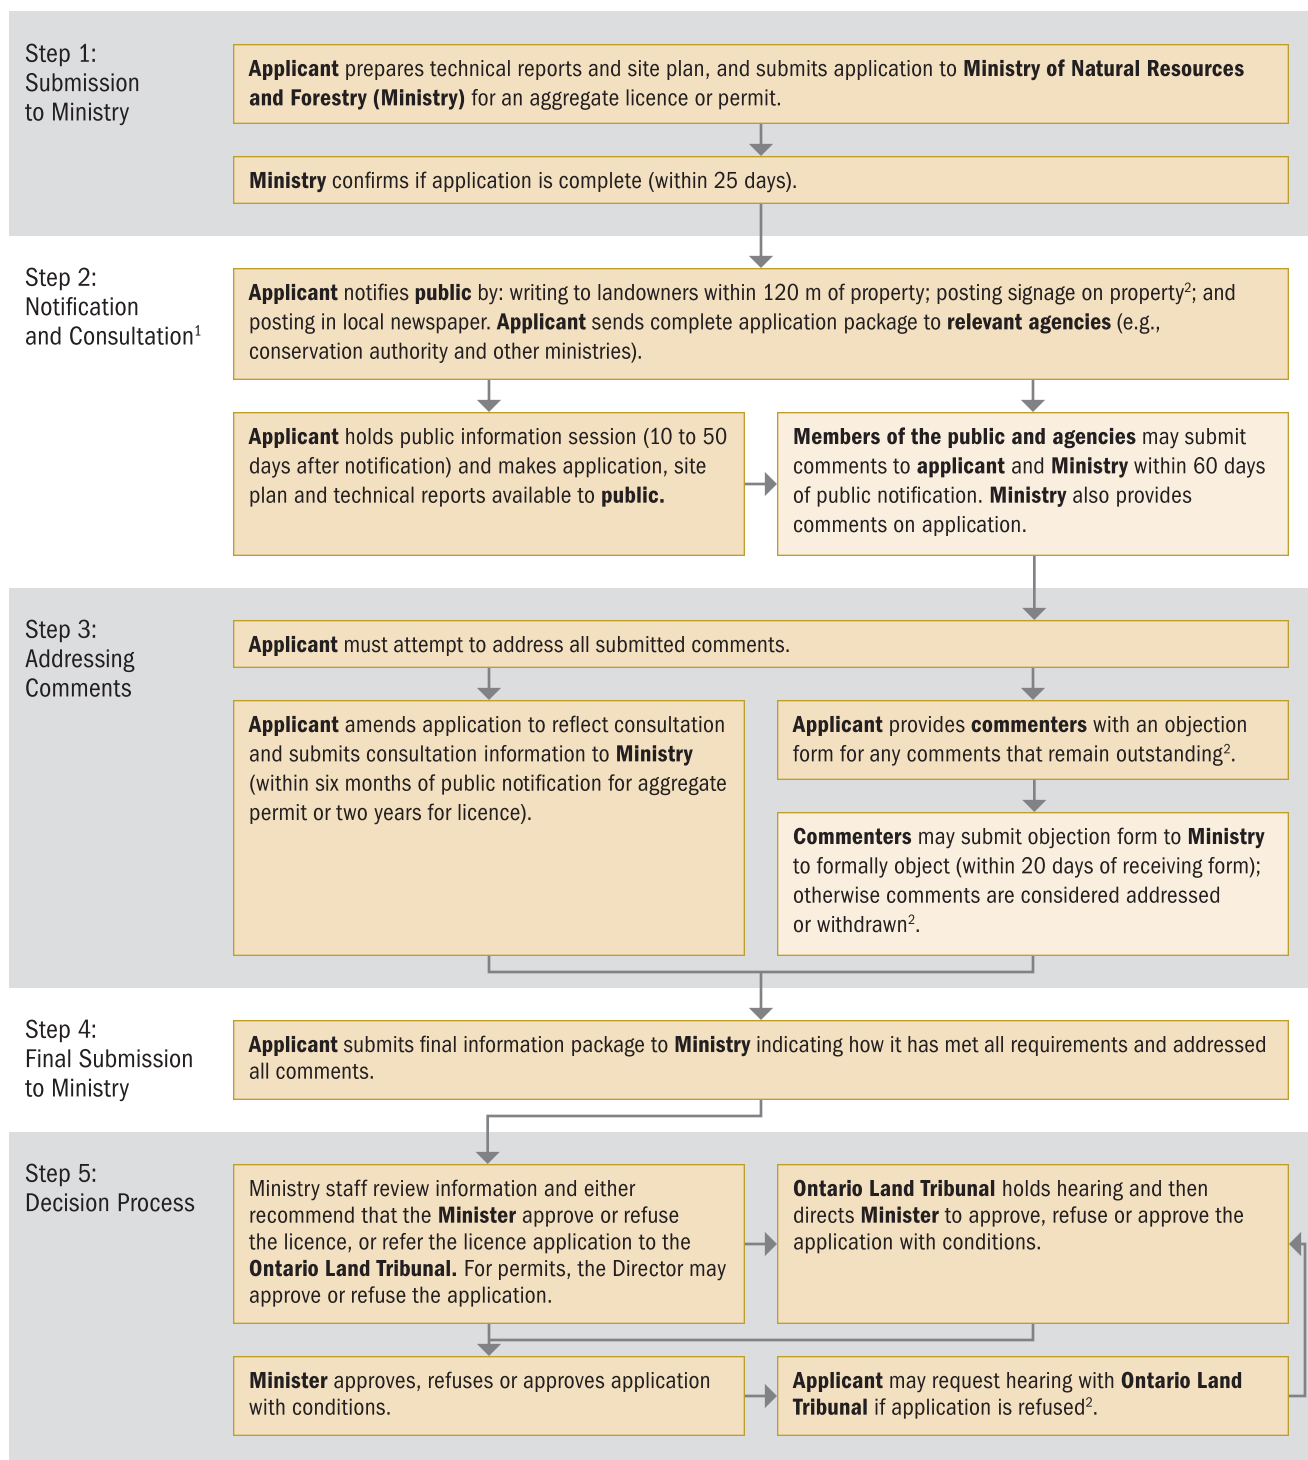 Step 1:
Submission
to Ministry
Applicant prepares technical reports and site plan, and submits application to Ministry of Natural Resources
and Forestry (Ministry) for an aggregate licence or permit.
Ministry confirms if application is complete (within 25 days).
Step 2:
Notification
and Consultation1
Applicant notifies public by: writing to landowners within 120 m of property; posting signage on property2; and
posting in local newspaper. Applicant sends complete application package to relevant agencies (e.g.,
conservation authority and other ministries).
Applicant holds public information session (10 to 50
days after notification) and makes application, site
plan and technical reports available to public.
Members of the public and agencies may submit
comments to applicant and Ministry within 60 days
of public notification. Ministry also provides
comments on application.
Step 3:
Addressing
Comments
Applicant must attempt to address all submitted comments.
Applicant amends application to reflect consultation
and submits consultation information to Ministry
(within six months of public notification for aggregate
permit or two years for licence).
Applicant provides commenters with an objection
form for any comments that remain outstanding2.
Commenters may submit objection form to Ministry
to formally object (within 20 days of receiving form);
otherwise comments are considered addressed
or withdrawn2.
Step 4:
Final Submission
to Ministry
Applicant submits final information package to Ministry indicating how it has met all requirements and addressed
all comments.
Step 5:
Decision Process
Ministry staff review information and either
recommend that the Minister approve or refuse
the licence, or refer the licence application to the
Ontario Land Tribunal. For permits, the Director may
approve or refuse the application.
Ontario Land Tribunal holds hearing and then
directs Minister to approve, refuse or approve the
application with conditions.
Minister approves, refuses or approves application
with conditions.
Applicant may request hearing with Ontario Land
Tribunal if application is refused2.